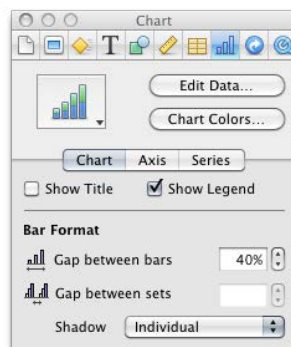 Chart
T
Edit Data...
Chart Colors...
Chart Axis Series
Show Title Show Legend
Bar Format
Gap between bars 40%
Gap between sets
Shadow Individual